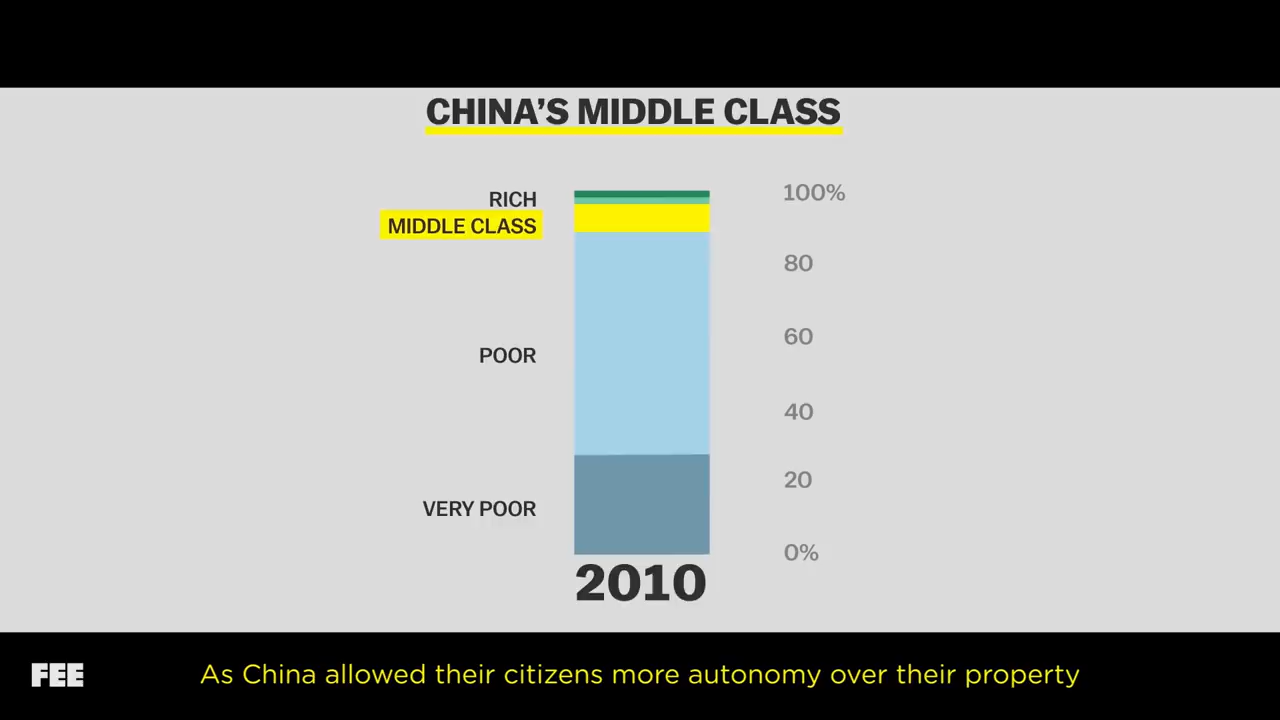 CHINA'S MIDDLE CLASS
RICH
100%
MIDDLE CLASS
80
60
POOR
40
20
VERY POOR
0%
2010
FEE
As China allowed their citizens more autonomy over their property